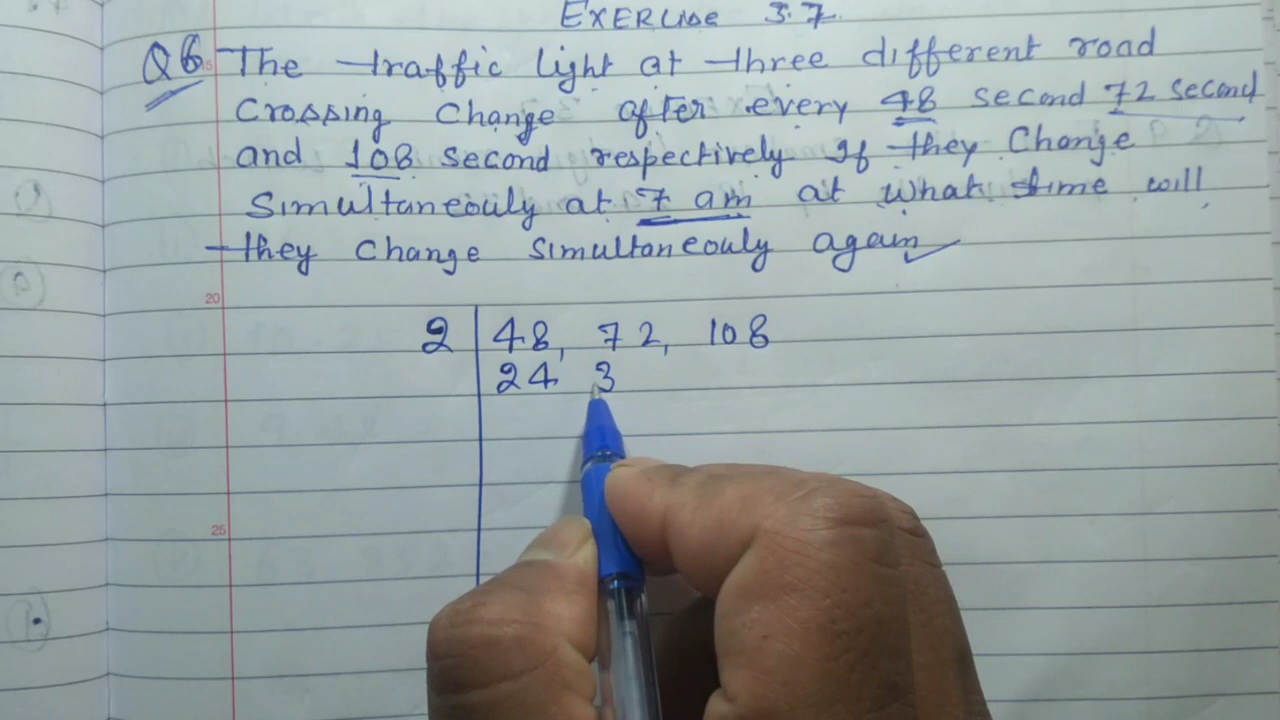 EXERCISE 3.7
Q6 The traffic light at three different road
Crossing Change after every 48 second 72 second
and 108 second respectively If they Change
Simultaneouly at 7 am at what time will
they change simultaneouly again
20
2 48, 72, 108
24 3
25